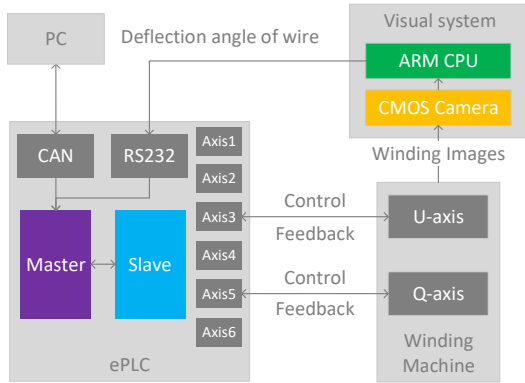 PC
Deflection angle of wire
Visual system
ARM CPU
CMOS Camera
Winding Images
CAN
RS232
Axis1
Axis2
Axis3
Axis4
Axis5
Axis6
Master
Slave
ePLC
Control
Feedback
Control
Feedback
U-axis
Q-axis
Winding
Machine